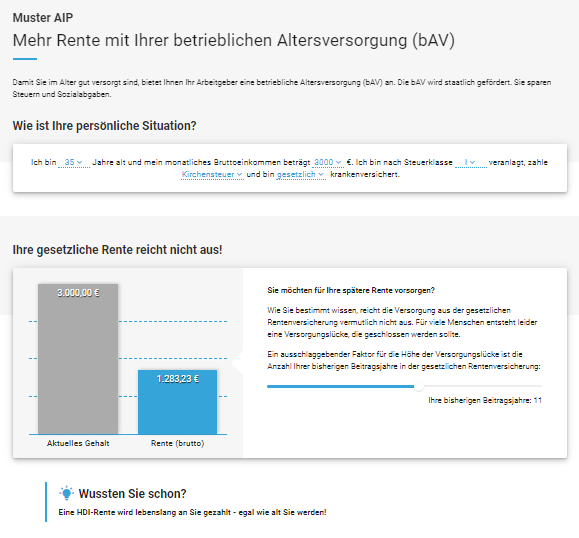 Muster AIP
Mehr Rente mit Ihrer betrieblichen Altersversorgung (bAV)
Damit Sie im Alter gut versorgt sind, bietet Ihnen Ihr Arbeitgeber eine betriebliche Altersversorgung (bAV) an. Die bAV wird staatlich gefördert. Sie sparen
Steuern und Sozialabgaben.
Wie ist Ihre persönliche Situation?
Ich bin 35 Jahre alt und mein monatliches Bruttoeinkommen beträgt 3000 €. Ich bin nach Steuerklasse I veranlagt, zahle
Kirchensteuer und bin gesetzlich krankenversichert.
Ihre gesetzliche Rente reicht nicht aus!
3.000,00 €
1.283,23 €
Aktuelles Gehalt
Rente (brutto)
Sie möchten für Ihre spätere Rente vorsorgen?
Wie Sie bestimmt wissen, reicht die Versorgung aus der gesetzlichen
Rentenversicherung vermutlich nicht aus. Für viele Menschen entsteht leider
eine Versorgungslücke, die geschlossen werden sollte.
Ein ausschlaggebender Faktor für die Höhe der Versorgungslücke ist die
Anzahl Ihrer bisherigen Beitragsjahre in der gesetzlichen Rentenversicherung:
Ihre bisherigen Beitragsjahre: 11
Wussten Sie schon?
Eine HDI-Rente wird lebenslang an Sie gezahlt - egal wie alt Sie werden!